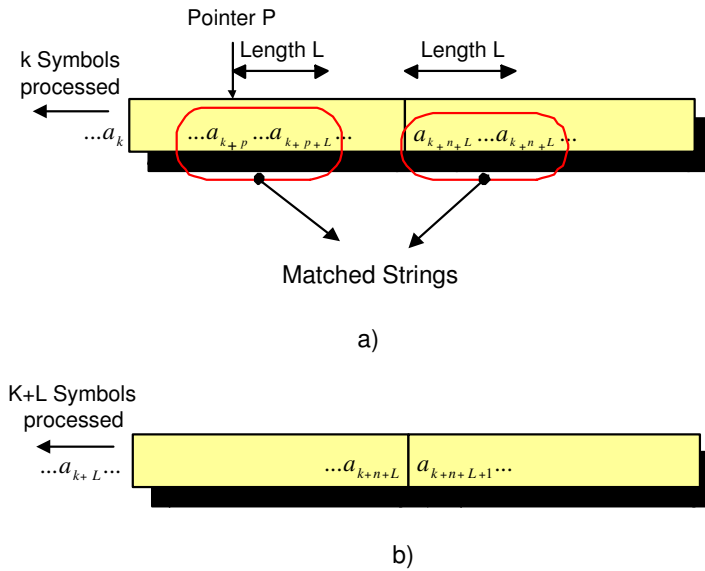 Pointer P
Length L Length L
k Symbols
processed
...a_k ...a_{k+p} ...a_{k+p+L}... a_{k+n+L} ...a_{k+n+L} ...
Matched Strings
a)
K+L Symbols
processed
...a_{k+L}... ...a_{k+n+L} a_{k+n+L+1}...
b)